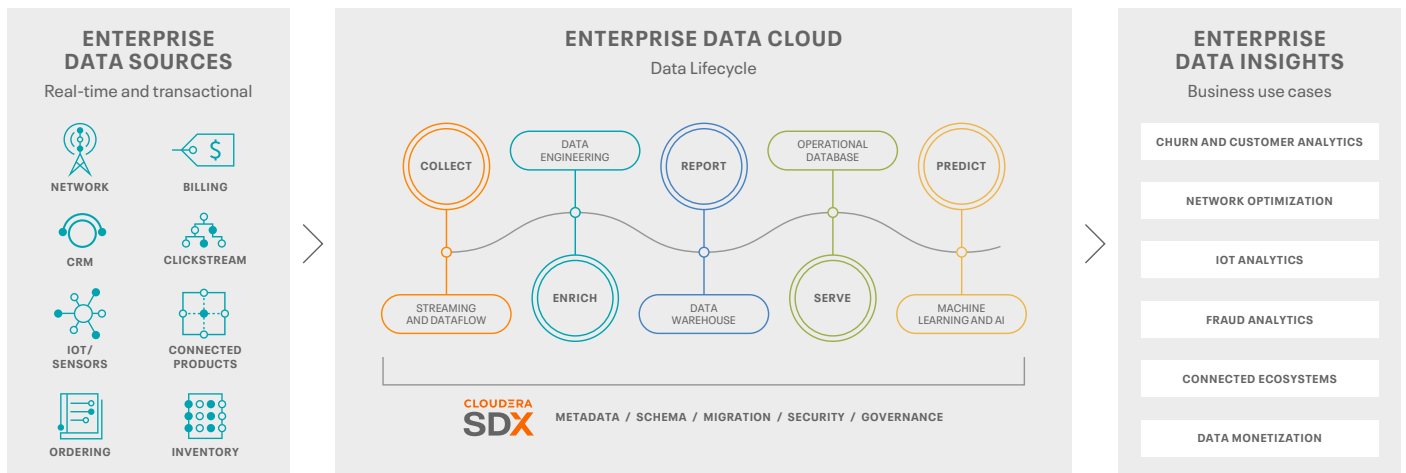 ENTERPRISE
DATA SOURCES
Real-time and transactional
NETWORK
BILLING
CRM
CLICKSTREAM
IOT/
SENSORS
CONNECTED
PRODUCTS
ORDERING
INVENTORY
$
ENTERPRISE DATA CLOUD
Data Lifecycle
COLLECT
STREAMING
AND DATAFLOW
DATA
ENGINEERING
ENRICH
REPORT
DATA
WAREHOUSE
OPERATIONAL
DATABASE
SERVE
PREDICT
MACHINE
LEARNING AND AI
CLOUDERA
SDX
METADATA / SCHEMA / MIGRATION / SECURITY / GOVERNANCE
ENTERPRISE
DATA INSIGHTS
Business use cases
CHURN AND CUSTOMER ANALYTICS
NETWORK OPTIMIZATION
IOT ANALYTICS
FRAUD ANALYTICS
CONNECTED ECOSYSTEMS
DATA MONETIZATION